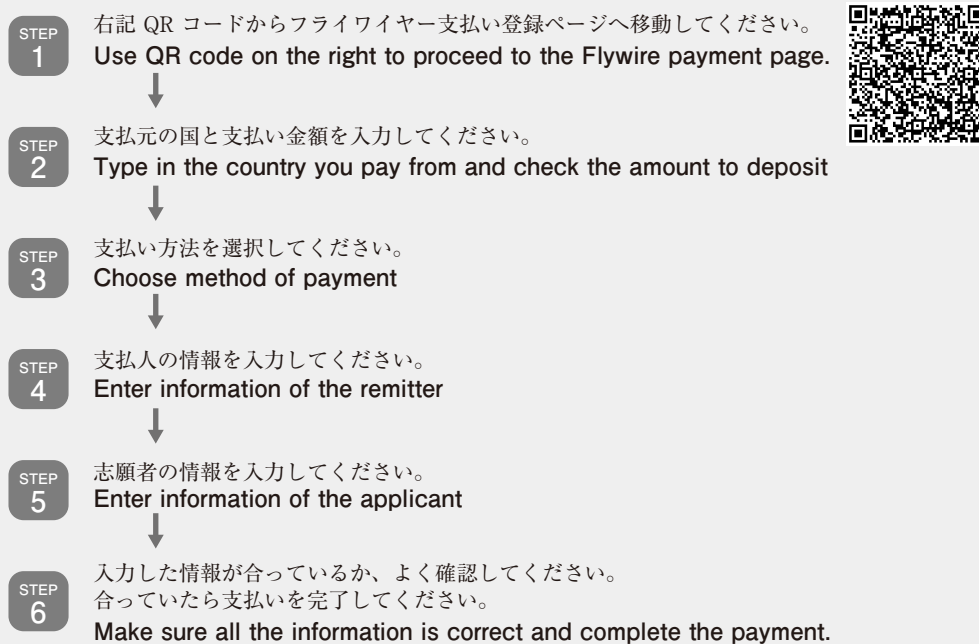 STEP
1
右記 QR コードからフライワイヤー支払い登録ページへ移動してください。
Use QR code on the right to proceed to the Flywire payment page.
STEP
2
支払元の国と支払い金額を入力してください。
Type in the country you pay from and check the amount to deposit
STEP
3
支払い方法を選択してください。
Choose method of payment
STEP
4
支払人の情報を入力してください。
Enter information of the remitter
STEP
5
志願者の情報を入力してください。
Enter information of the applicant
STEP
6
入力した情報が合っているか、よく確認してください。
合っていたら支払いを完了してください。
Make sure all the information is correct and complete the payment.